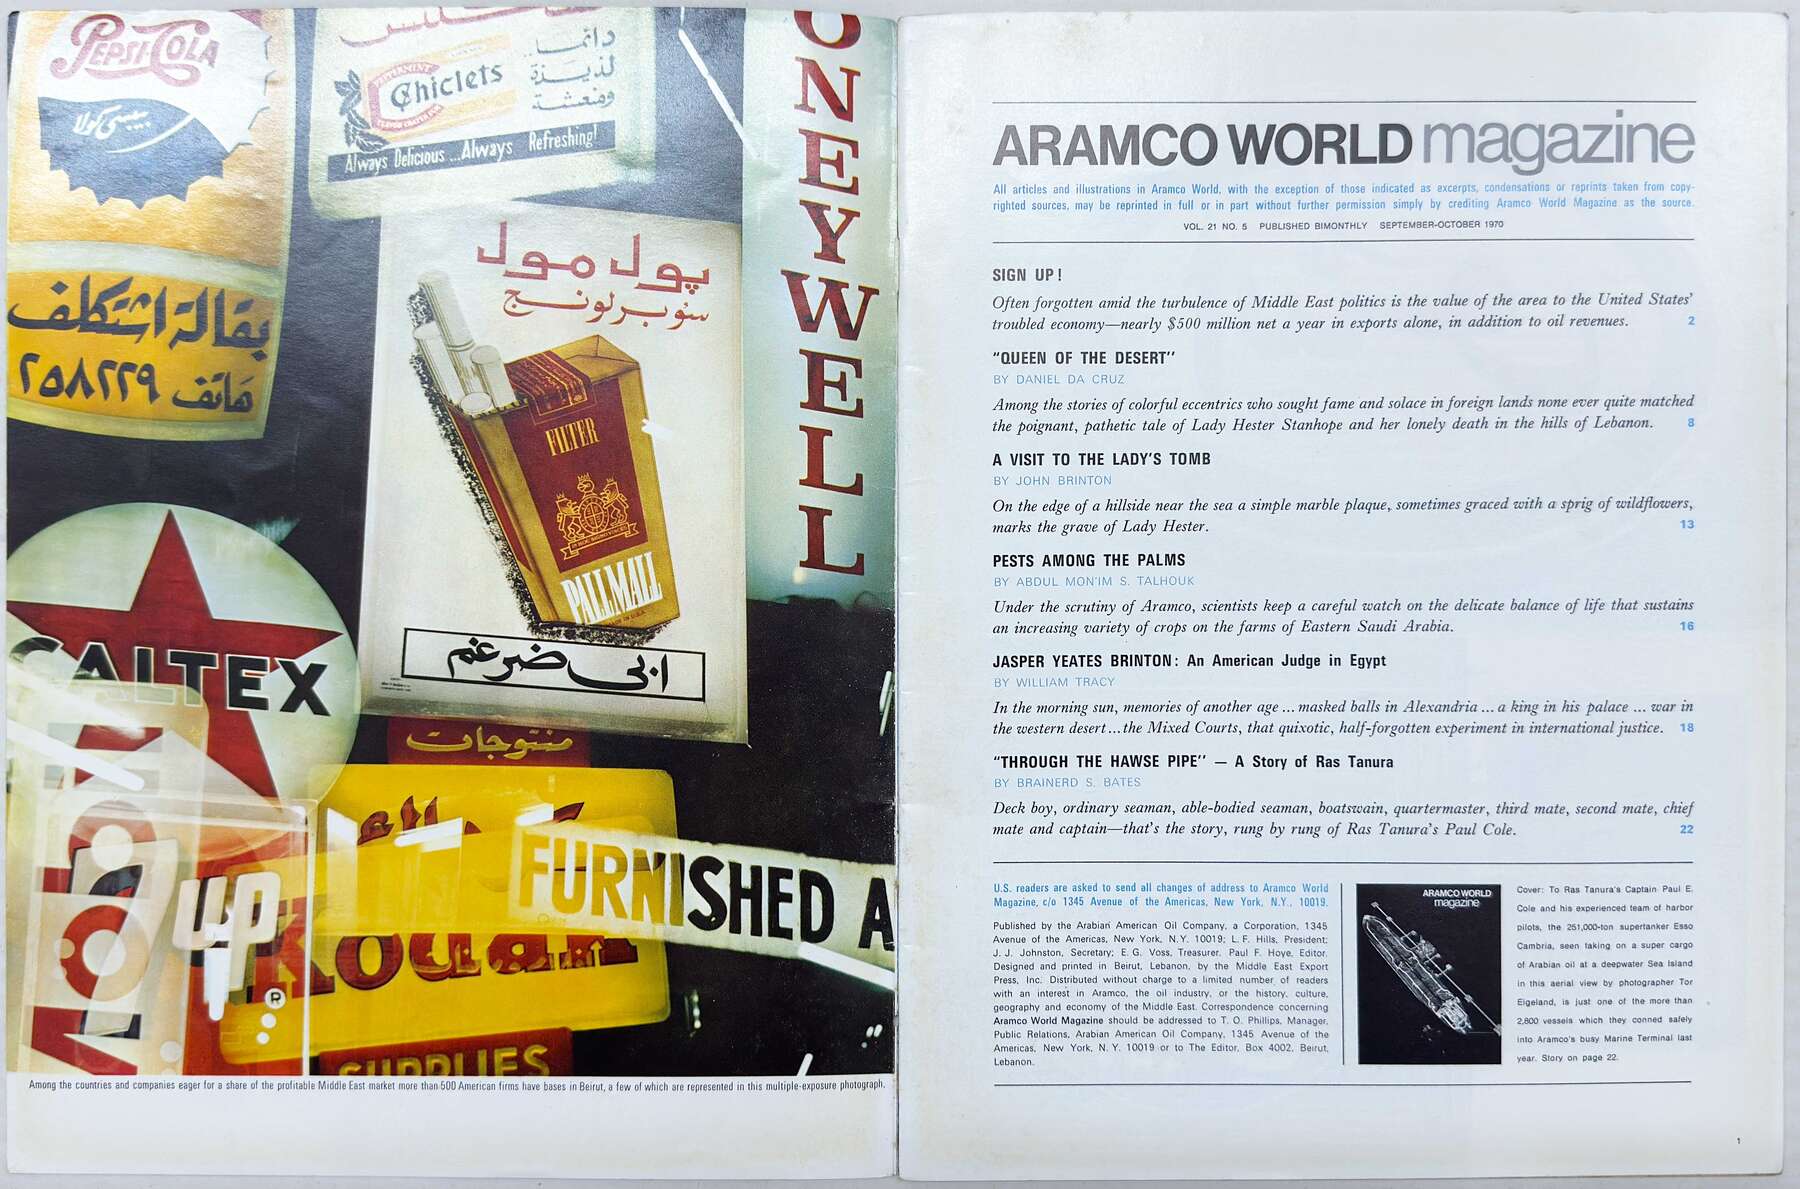 PEPSI-COLA
پیپسی کولا
بقالة اشتكلف
هاتف ٢٥٨٢٢٩
دائما...
لذيذة
ومنعشة
PEPPERMINT
Chiclets
Always Delicious ...Always Refreshing!
ONEYWELL
پول مول
سوبرلونج
FILTER
PALL MALL
ابي ضرغم
CALTEX
منتوجات
Mobil
up
®
Kodak
FURNISHED A
SUPPLIES
Among the countries and companies eager for a share of the profitable Middle East market more than 500 American firms have bases in Beirut, a few of which are represented in this multiple-exposure photograph.
ARAMCO WORLD magazine
All articles and illustrations in Aramco World, with the exception of those indicated as excerpts, condensations or reprints taken from copy-
righted sources, may be reprinted in full or in part without further permission simply by crediting Aramco World Magazine as the source.
VOL. 21 NO. 5 PUBLISHED BIMONTHLY SEPTEMBER-OCTOBER 1970
SIGN UP!
Often forgotten amid the turbulence of Middle East politics is the value of the area to the United States'
troubled economy—nearly $500 million net a year in exports alone, in addition to oil revenues. 2
"QUEEN OF THE DESERT"
BY DANIEL DA CRUZ
Among the stories of colorful eccentrics who sought fame and solace in foreign lands none ever quite matched
the poignant, pathetic tale of Lady Hester Stanhope and her lonely death in the hills of Lebanon. 8
A VISIT TO THE LADY'S TOMB
BY JOHN BRINTON
On the edge of a hillside near the sea a simple marble plaque, sometimes graced with a sprig of wildflowers,
marks the grave of Lady Hester. 13
PESTS AMONG THE PALMS
BY ABDUL MON'IM S. TALHOUK
Under the scrutiny of Aramco, scientists keep a careful watch on the delicate balance of life that sustains
an increasing variety of crops on the farms of Eastern Saudi Arabia. 16
JASPER YEATES BRINTON: An American Judge in Egypt
BY WILLIAM TRACY
In the morning sun, memories of another age ... masked balls in Alexandria ... a king in his palace ... war in
the western desert ... the Mixed Courts, that quixotic, half-forgotten experiment in international justice. 18
"THROUGH THE HAWSE PIPE" — A Story of Ras Tanura
BY BRAINERD S. BATES
Deck boy, ordinary seaman, able-bodied seaman, boatswain, quartermaster, third mate, second mate, chief
mate and captain—that's the story, rung by rung of Ras Tanura's Paul Cole. 22
U.S. readers are asked to send all changes of address to Aramco World
Magazine, c/o 1345 Avenue of the Americas, New York, N.Y., 10019.
Published by the Arabian American Oil Company, a Corporation, 1345
Avenue of the Americas, New York, N.Y. 10019; L. F. Hills, President;
J. J. Johnston, Secretary; E. G. Voss, Treasurer. Paul F. Hoye, Editor.
Designed and printed in Beirut, Lebanon, by the Middle East Export
Press, Inc. Distributed without charge to a limited number of readers
with an interest in Aramco, the oil industry, or the history, culture,
geography and economy of the Middle East. Correspondence concerning
Aramco World Magazine should be addressed to T. O. Phillips, Manager,
Public Relations, Arabian American Oil Company, 1345 Avenue of the
Americas, New York, N. Y. 10019 or to The Editor, Box 4002, Beirut,
Lebanon.
ARAMCO WORLD
magazine
Cover: To Ras Tanura's Captain Paul E.
Cole and his experienced team of harbor
pilots, the 251,000-ton supertanker Esso
Cambria, seen taking on a super cargo
of Arabian oil at a deepwater Sea Island
in this aerial view by photographer Tor
Eigeland, is just one of the more than
2,800 vessels which they conned safely
into Aramco's busy Marine Terminal last
year. Story on page 22.
1